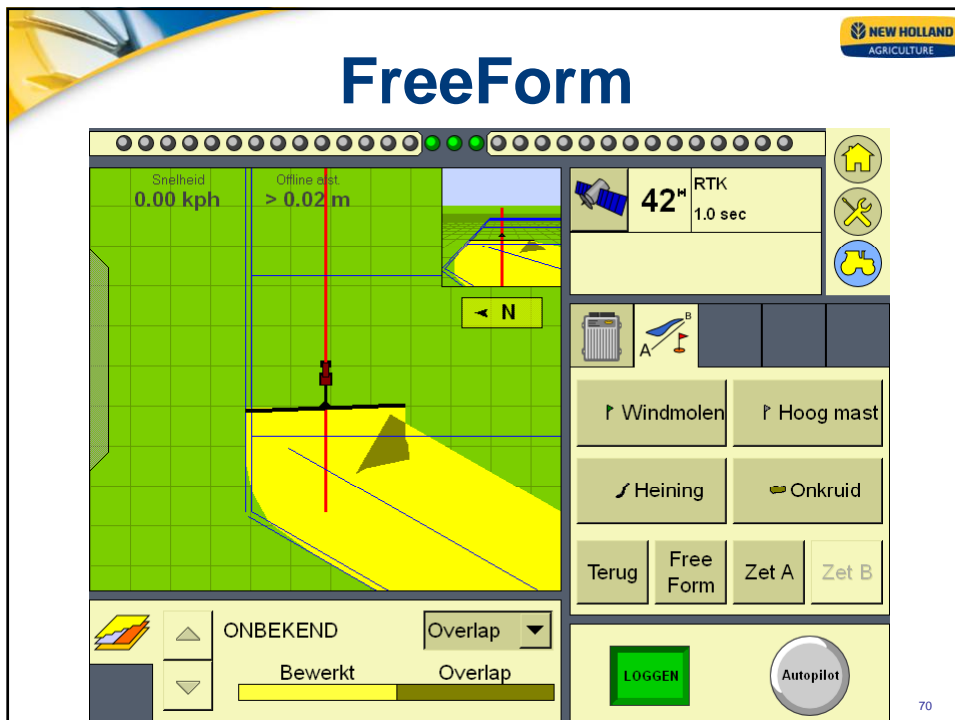 NEW HOLLAND
AGRICULTURE
FreeForm
Snelheid
0.00 kph
Offline afst.
> 0.02 m
N
42
RTK
1.0 sec
A B
Windmolen
Hoog mast
Heining
Onkruid
Terug
Free
Form
Zet A
Zet B
ONBEKEND
Overlap
Bewerkt
Overlap
LOGGEN
Autopilot
70